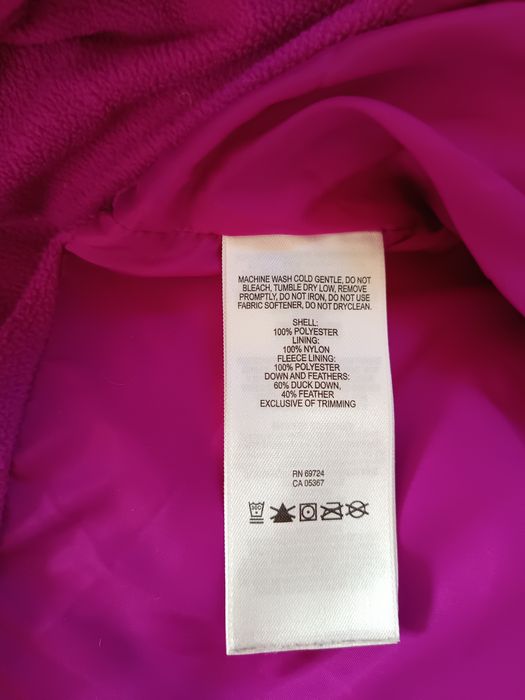 MACHINE WASH COLD GENTLE, DO NOT
BLEACH, TUMBLE DRY LOW, REMOVE
PROMPTLY, DO NOT IRON, DO NOT USE
FABRIC SOFTENER, DO NOT DRYCLEAN.
SHELL:
100% POLYESTER
LINING:
100% NYLON
FLEECE LINING:
100% POLYESTER
DOWN AND FEATHERS:
60% DUCK DOWN,
40% FEATHER
EXCLUSIVE OF TRIMMING
RN 69724
CA 05367